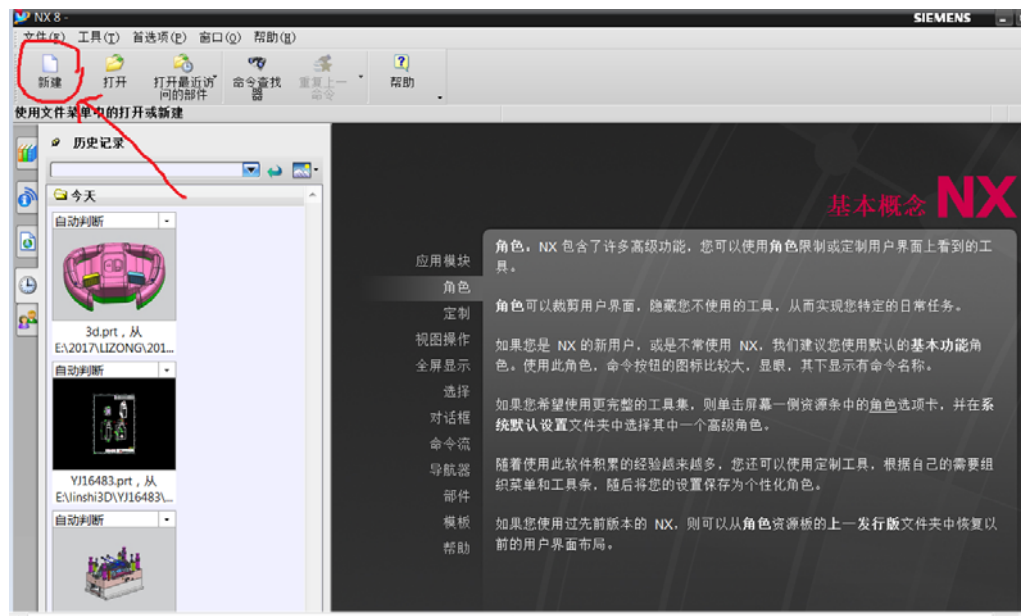 NX 8 -
SIEMENS
文件(F) 工具(T) 首选项(P) 窗口(O) 帮助(H)
新建
打开
打开最近访
问的部件
命令查找
器
重复上一
命令
帮助
使用文件菜单中的打开或新建
历史记录
今天
自动判断
3d.prt，从
E:\2017\LIZONG\201...
自动判断
YJ16483.prt，从
E:\linshi3D\YJ16483\...
自动判断
基本概念 NX
应用模块
角色
定制
视图操作
全屏显示
选择
对话框
命令流
导航器
部件
模板
帮助
角色，NX 包含了许多高级功能，您可以使用角色限制或定制用户界面上看到的工
具。
角色可以裁剪用户界面，隐藏您不使用的工具，从而实现您特定的日常任务。
如果您是 NX 的新用户，或是不常使用 NX，我们建议您使用默认的基本功能角
色。使用此角色，命令按钮的图标比较大，显眼，其下显示有命令名称。
如果您希望使用更完整的工具集，则单击屏幕一侧资源条中的角色选项卡，并在系
统默认设置文件夹中选择其中一个高级角色。
随着使用此软件积累的经验越来越多，您还可以使用定制工具，根据自己的需要组
织菜单和工具条，随后将您的设置保存为个性化角色。
如果您使用过先前版本的 NX，则可以从角色资源板的上一发行版文件夹中恢复以
前的用户界面布局。